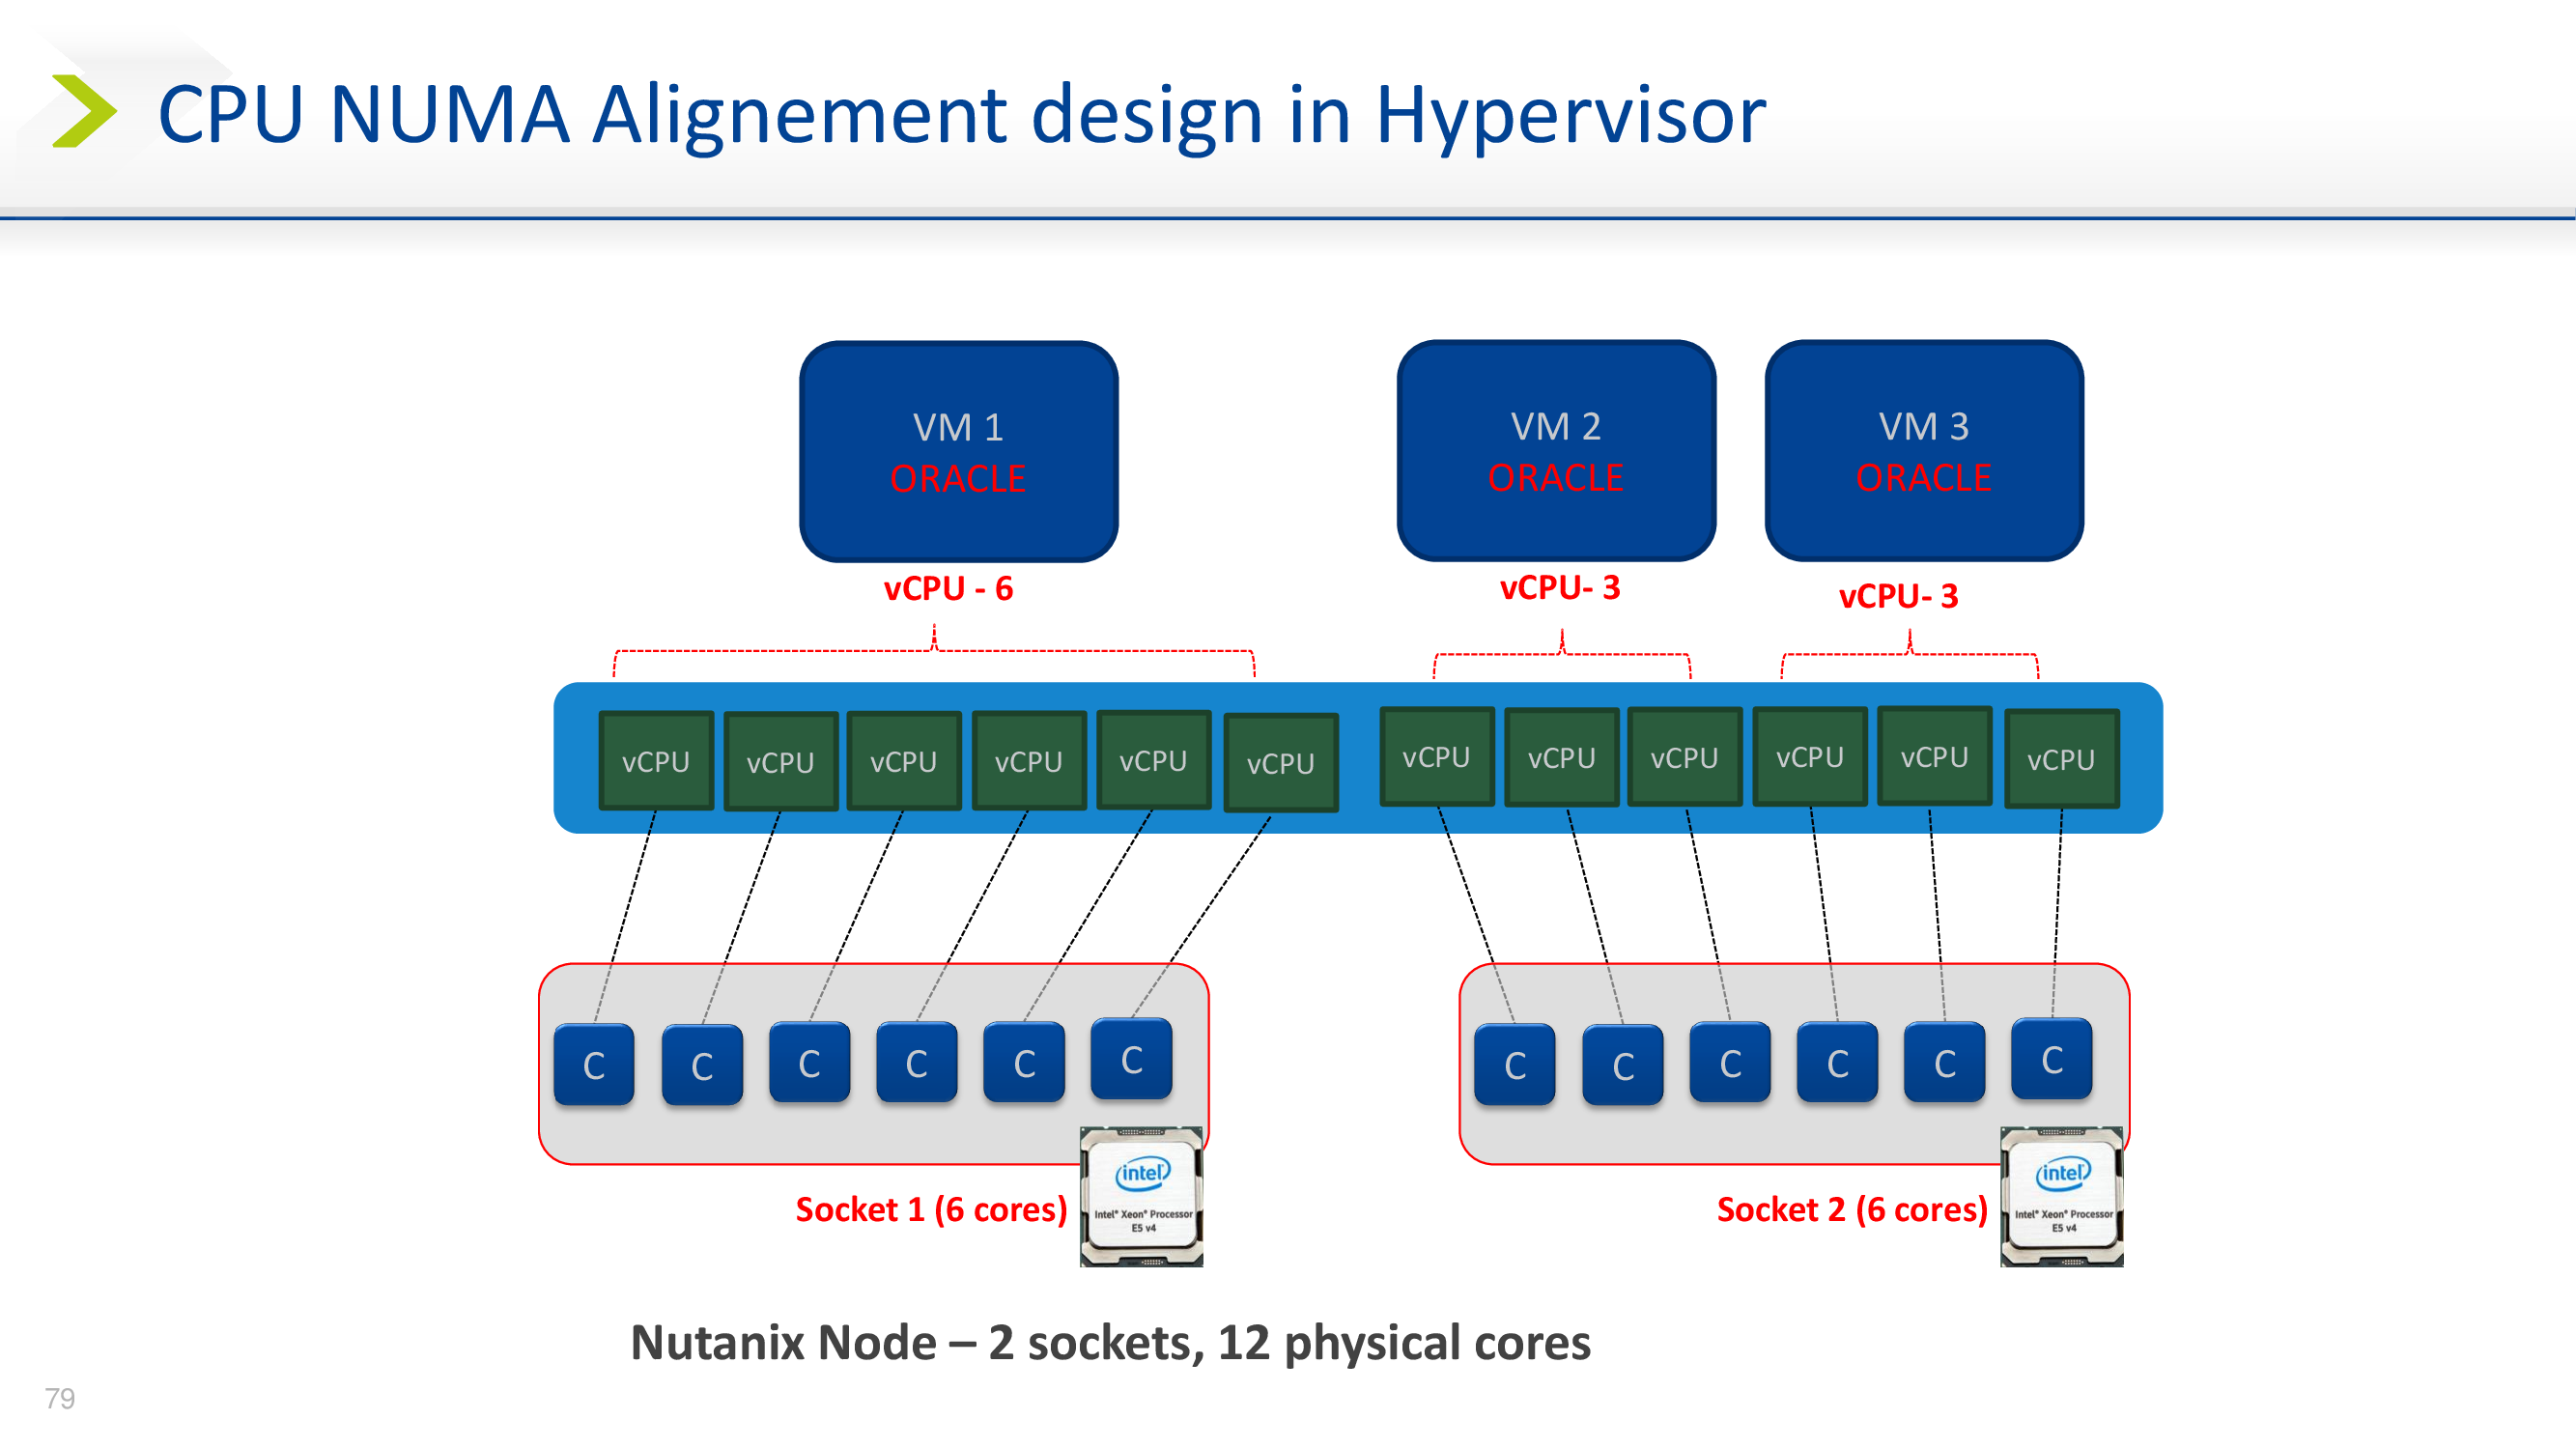 CPU NUMA Alignement design in Hypervisor
VM 1
ORACLE
VM 2
ORACLE
VM 3
ORACLE
vCPU - 6
vCPU- 3
vCPU- 3
vCPU
vCPU
vCPU
vCPU
vCPU
vCPU
vCPU
vCPU
vCPU
vCPU
vCPU
vCPU
C
C
C
C
C
C
C
C
C
C
C
C
Socket 1 (6 cores)
intel
Intel® Xeon® Processor
E5 v4
Socket 2 (6 cores)
intel
Intel® Xeon® Processor
E5 v4
Nutanix Node – 2 sockets, 12 physical cores
79